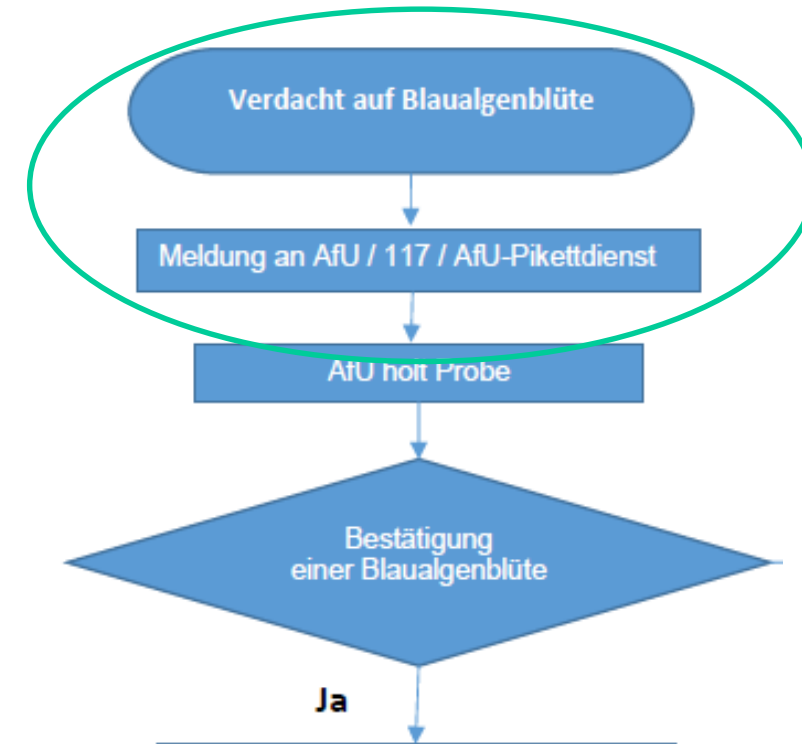 Verdacht auf Blaualgenblüte
Meldung an AfU / 117 / AfU-Pikettdienst
AfU holt Probe
Bestätigung
einer Blaualgenblüte
Ja